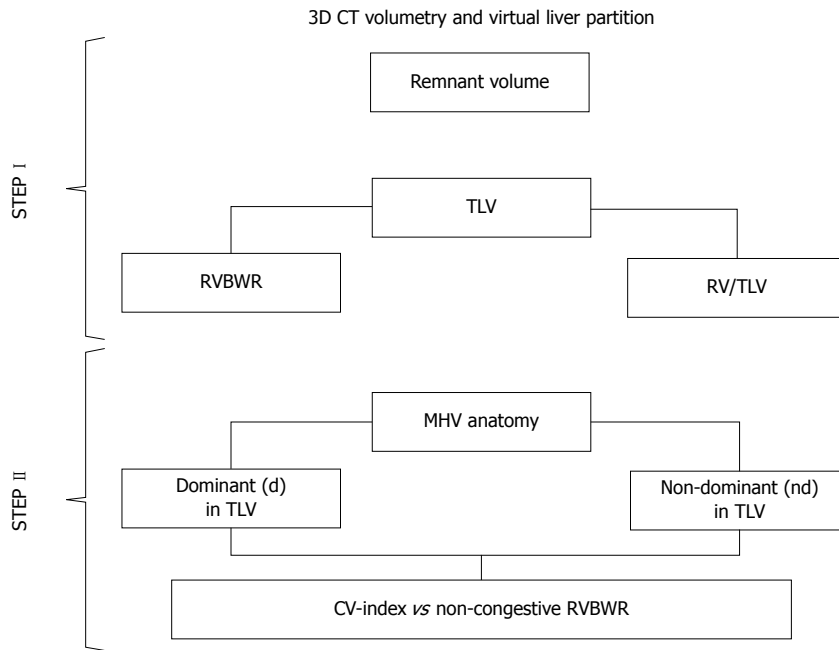 3D CT volumetry and virtual liver partition
STEP Ⅰ
Remnant volume
TLV
RVBWR
RV/TLV
STEP Ⅱ
MHV anatomy
Dominant (d)
in TLV
Non-dominant (nd)
in TLV
CV-index vs non-congestive RVBWR